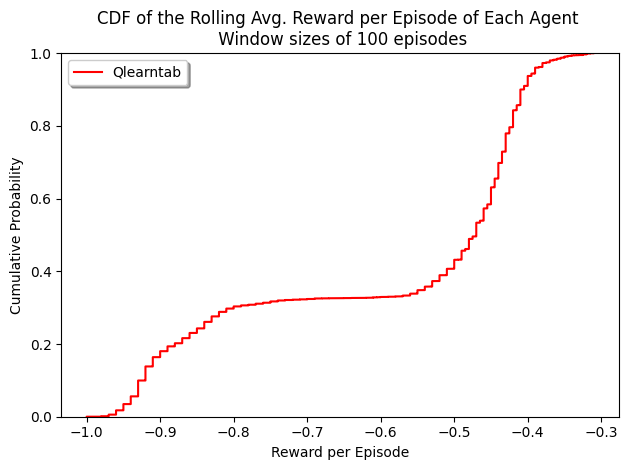 CDF of the Rolling Avg. Reward per Episode of Each Agent
Window sizes of 100 episodes
Qlearntab
Cumulative Probability
1.0
0.8
0.6
0.4
0.2
0.0
−1.0 −0.9 −0.8 −0.7 −0.6 −0.5 −0.4 −0.3
Reward per Episode